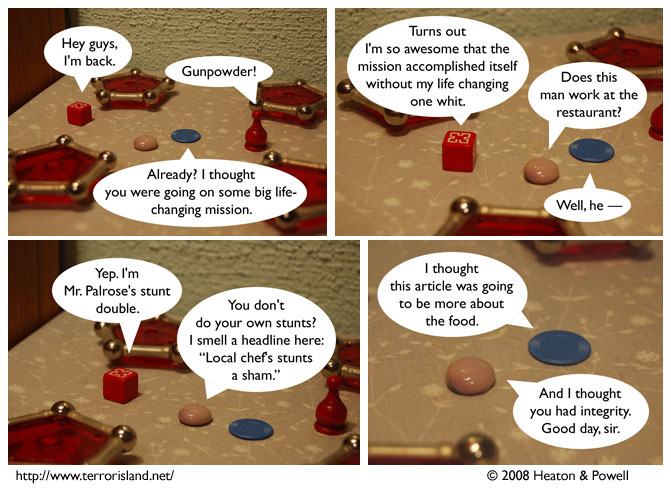 Hey guys,
I'm back.
Gunpowder!
Already? I thought
you were going on some big life-
changing mission.
Turns out
I'm so awesome that the
mission accomplished itself
without my life changing
one whit.
Does this
man work at the
restaurant?
Well, he —
Yep. I'm
Mr. Palrose's stunt
double.
You don't
do your own stunts?
I smell a headline here:
“Local chef's stunts
a sham.”
I thought
this article was going
to be more about
the food.
And I thought
you had integrity.
Good day, sir.
http://www.terrorisland.net/
© 2008 Heaton & Powell